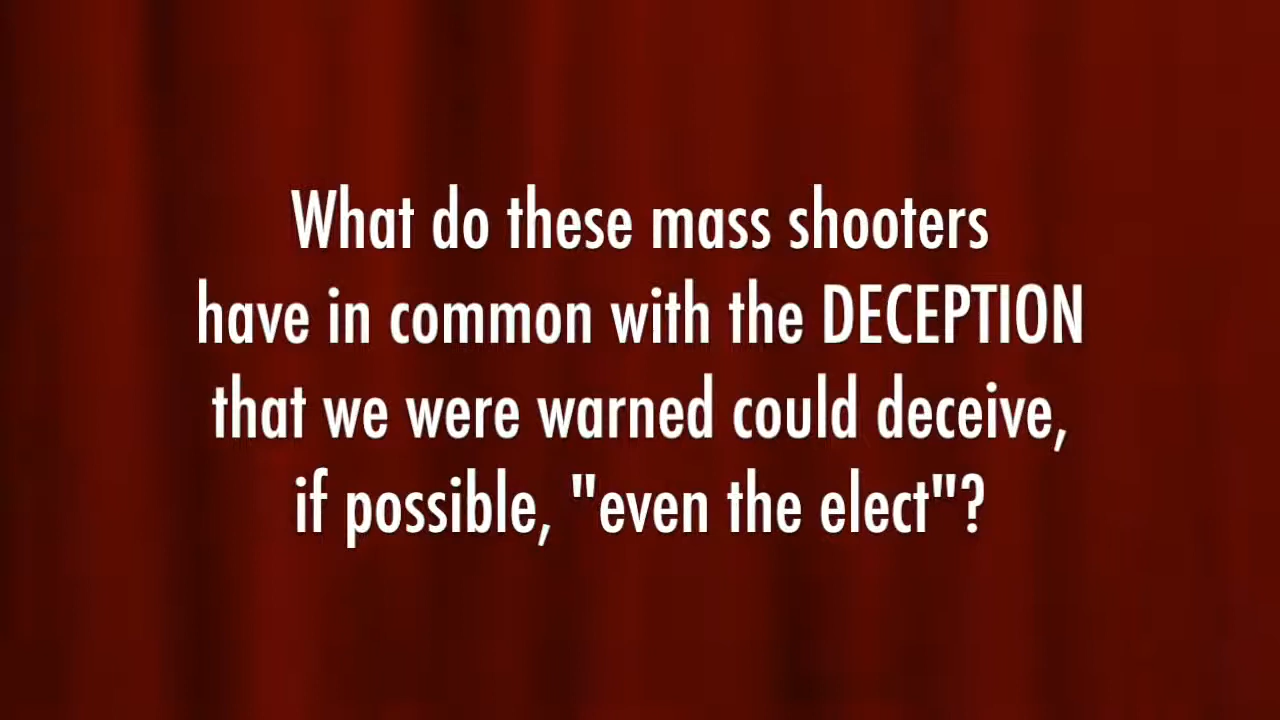 What do these mass shooters
have in common with the DECEPTION
that we were warned could deceive,
if possible, "even the elect"?